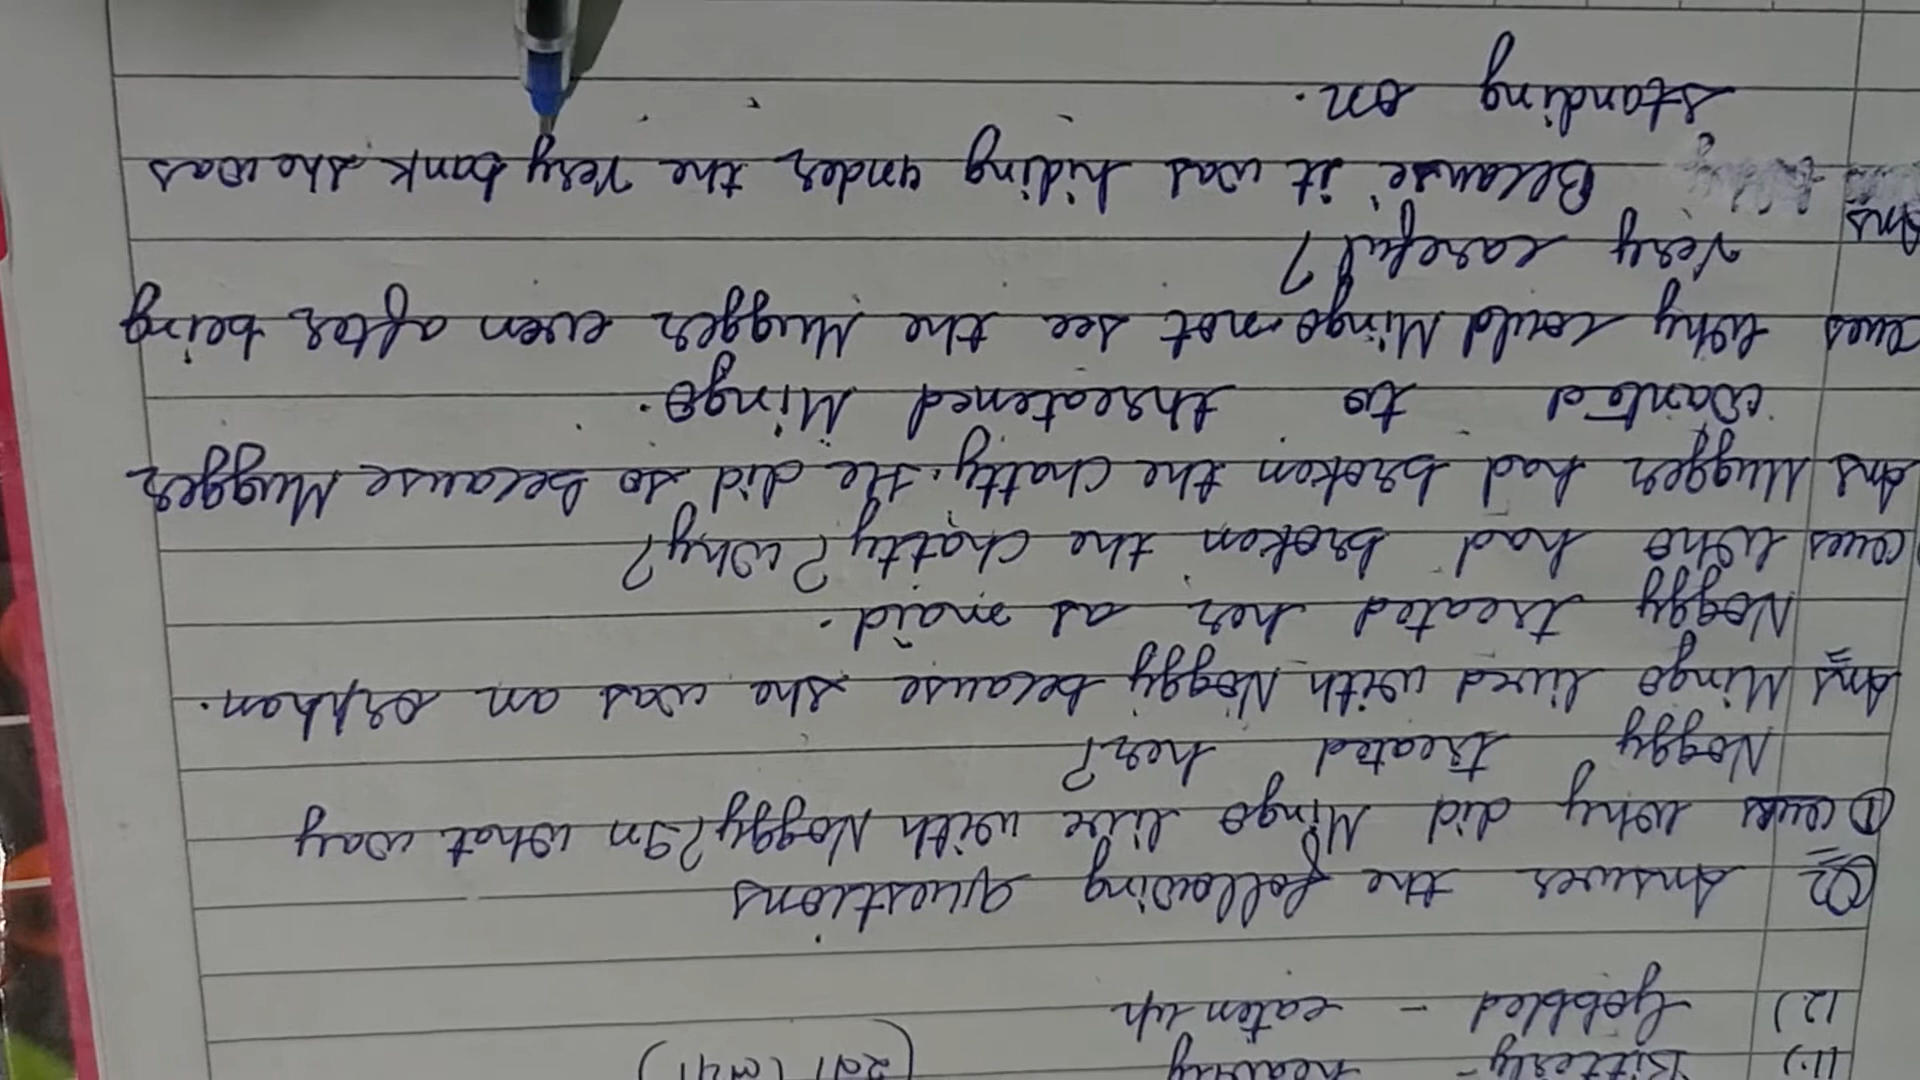 11.) Bitterly - heavily
12.) Gobbled - eaten up
Q2 Answer the following questions
① Ques Why did Mingo live with Noggy? In what way
Noggy treated her?
Ans Mingo lived with Noggy because she was an orphan.
Noggy treated her as maid.
Ques Who had broken the chatty? Why?
Ans Mugger had broken the chatty. He did so because Mugger
wanted to threatened Mingo.
Ques Why could Mingo not see the Mugger even after being
very careful?
Ans Because it was hiding under the very bank she was
standing on.